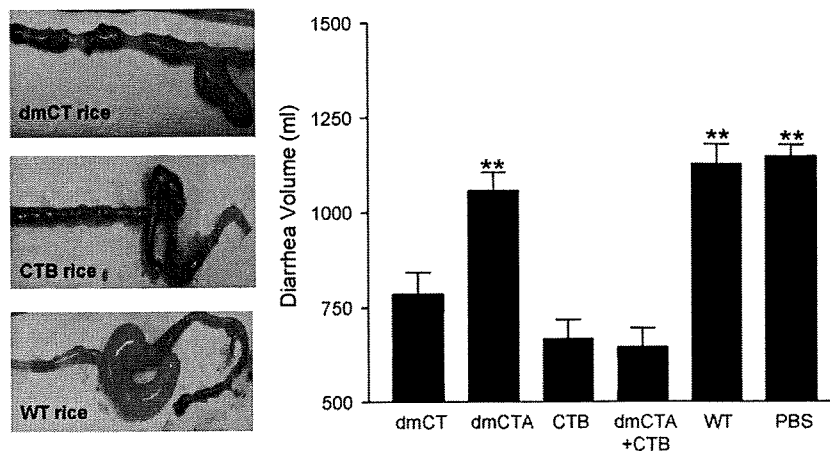 dmCT rice
CTB rice
WT rice
Diarrhea Volume (ml)
1500
1250
1000
750
500
**
**
**
dmCT
dmCTA
CTB
dmCTA
+CTB
WT
PBS